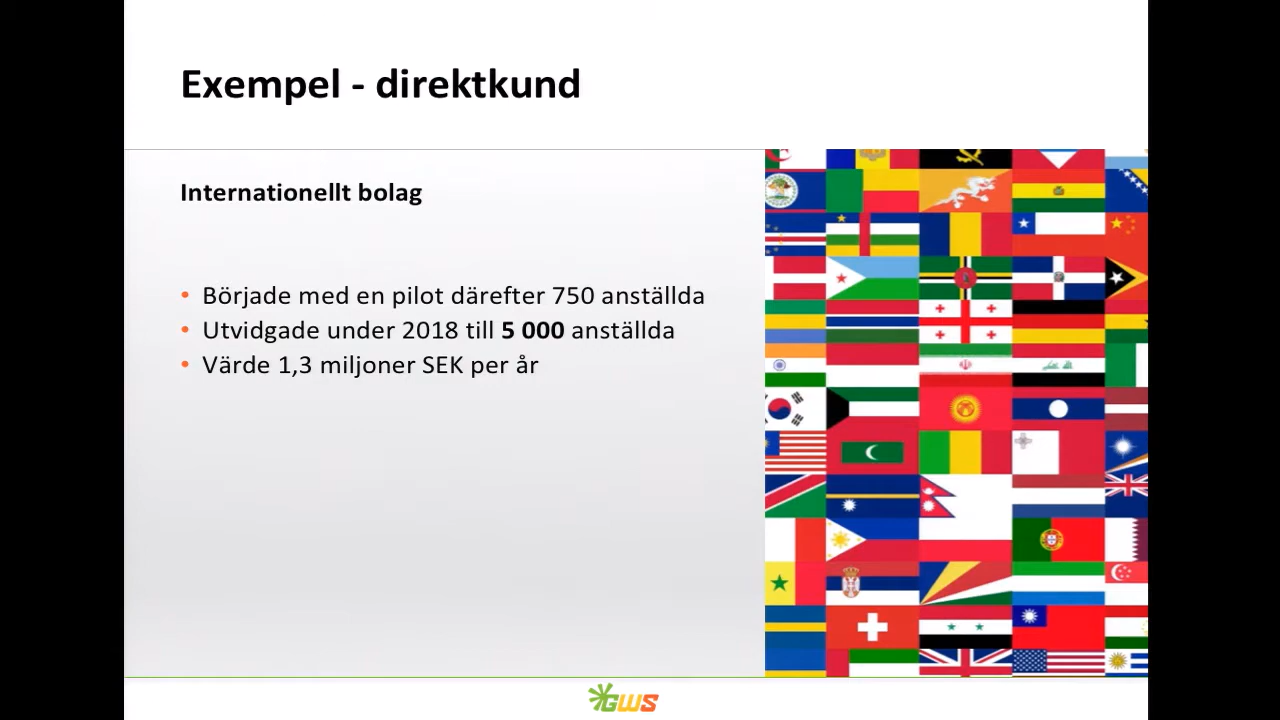 Exempel - direktkund
Internationellt bolag
• Började med en pilot därefter 750 anställda
• Utvidgade under 2018 till 5 000 anställda
• Värde 1,3 miljoner SEK per år
GWS